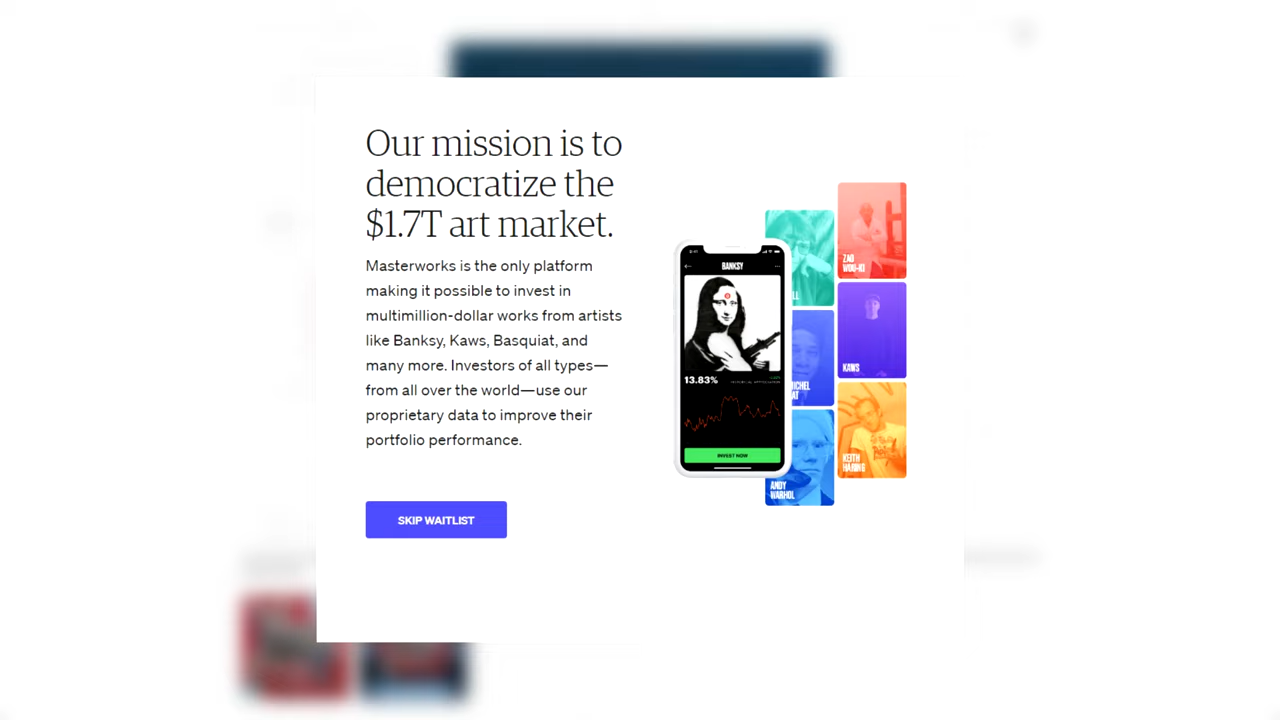 Our mission is to
democratize the
$1.7T art market.
Masterworks is the only platform
making it possible to invest in
multimillion-dollar works from artists
like Banksy, Kaws, Basquiat, and
many more. Investors of all types—
from all over the world—use our
proprietary data to improve their
portfolio performance.
SKIP WAITLIST
BANKSY
13.83%
INVEST NOW
ZAO
WOU-KI
KAWS
KEITH
HARING
ANDY
WARHOL